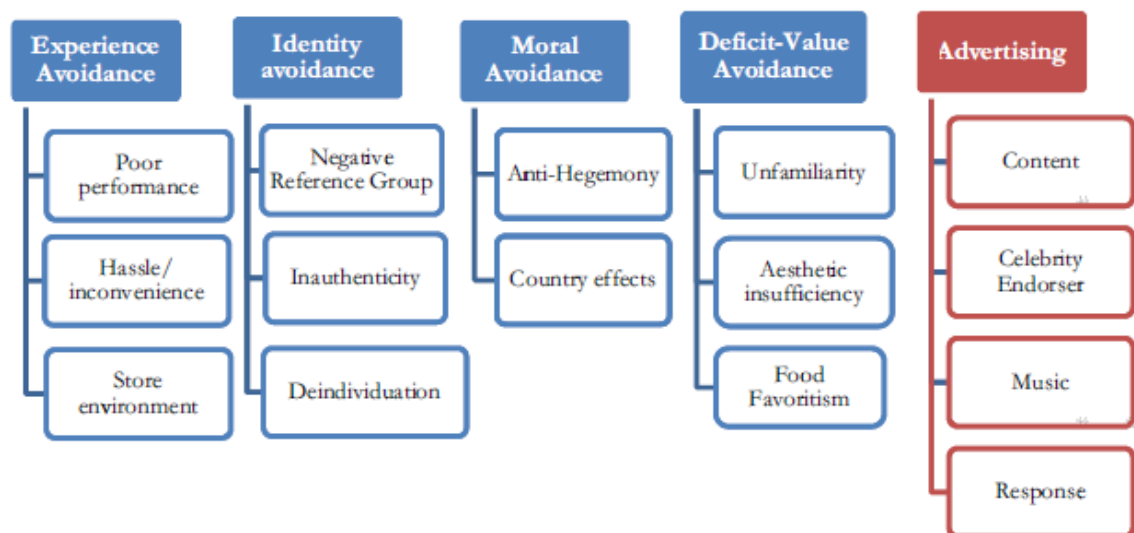 Experience
Avoidance
Poor
performance
Hassle/
inconvenience
Store
environment
Identity
avoidance
Negative
Reference Group
Inauthenticity
Deindividuation
Moral
Avoidance
Anti-Hegemony
Country effects
Deficit-Value
Avoidance
Unfamiliarity
Aesthetic
insufficiency
Food
Favoritism
Advertising
Content
Celebrity
Endorser
Music
Response